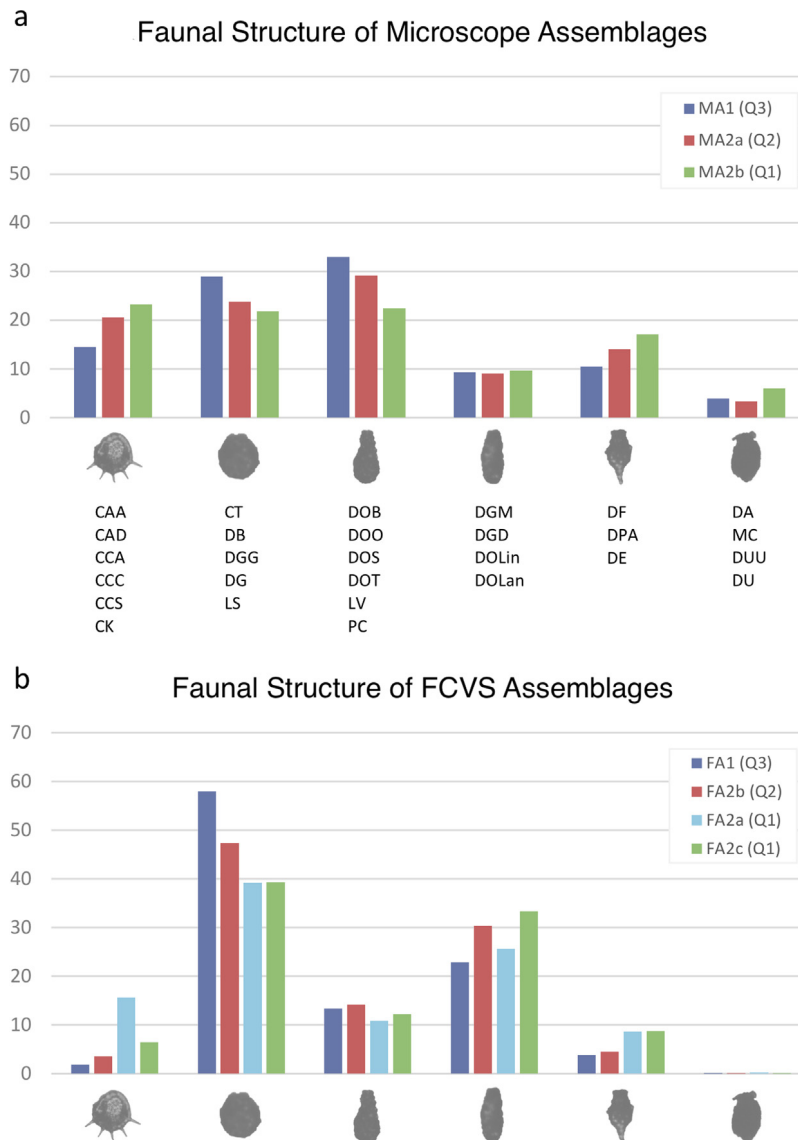 a
Faunal Structure of Microscope Assemblages
70
60
50
40
30
20
10
0
MA1 (Q3)
MA2a (Q2)
MA2b (Q1)
CAA CT DOB DGM DF DA
CAD DB DOO DGD DPA MC
CCA DGG DOS DOLin DE DUU
CCC DG DOT DOLan DU
CCS LS LV
CK PC
b
Faunal Structure of FCVS Assemblages
70
60
50
40
30
20
10
0
FA1 (Q3)
FA2b (Q2)
FA2a (Q1)
FA2c (Q1)